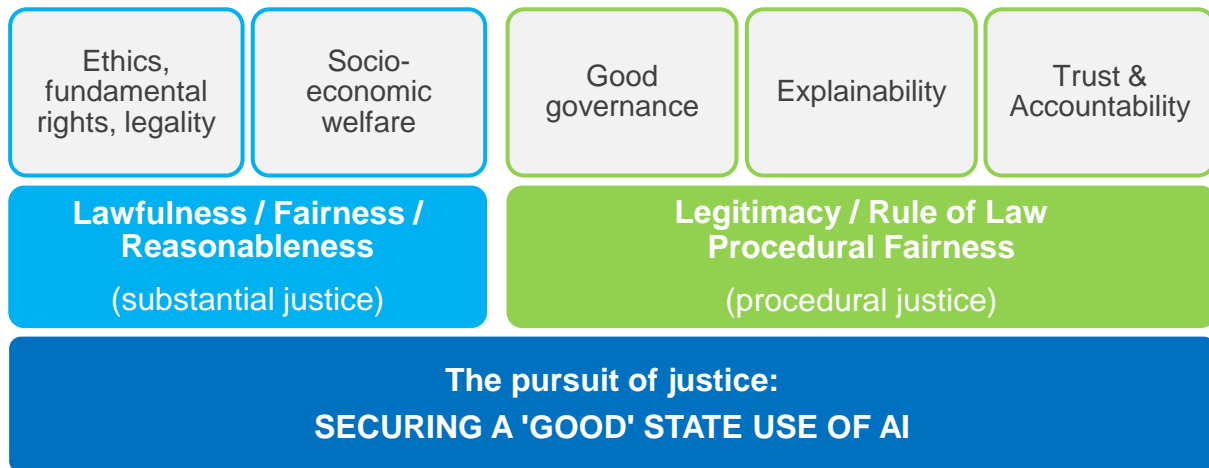 Ethics,
fundamental
rights, legality
Socio-
economic
welfare
Good
governance
Explainability
Trust &
Accountability
Lawfulness / Fairness /
Reasonableness
(substantial justice)
Legitimacy / Rule of Law
Procedural Fairness
(procedural justice)
The pursuit of justice:
SECURING A 'GOOD' STATE USE OF AI